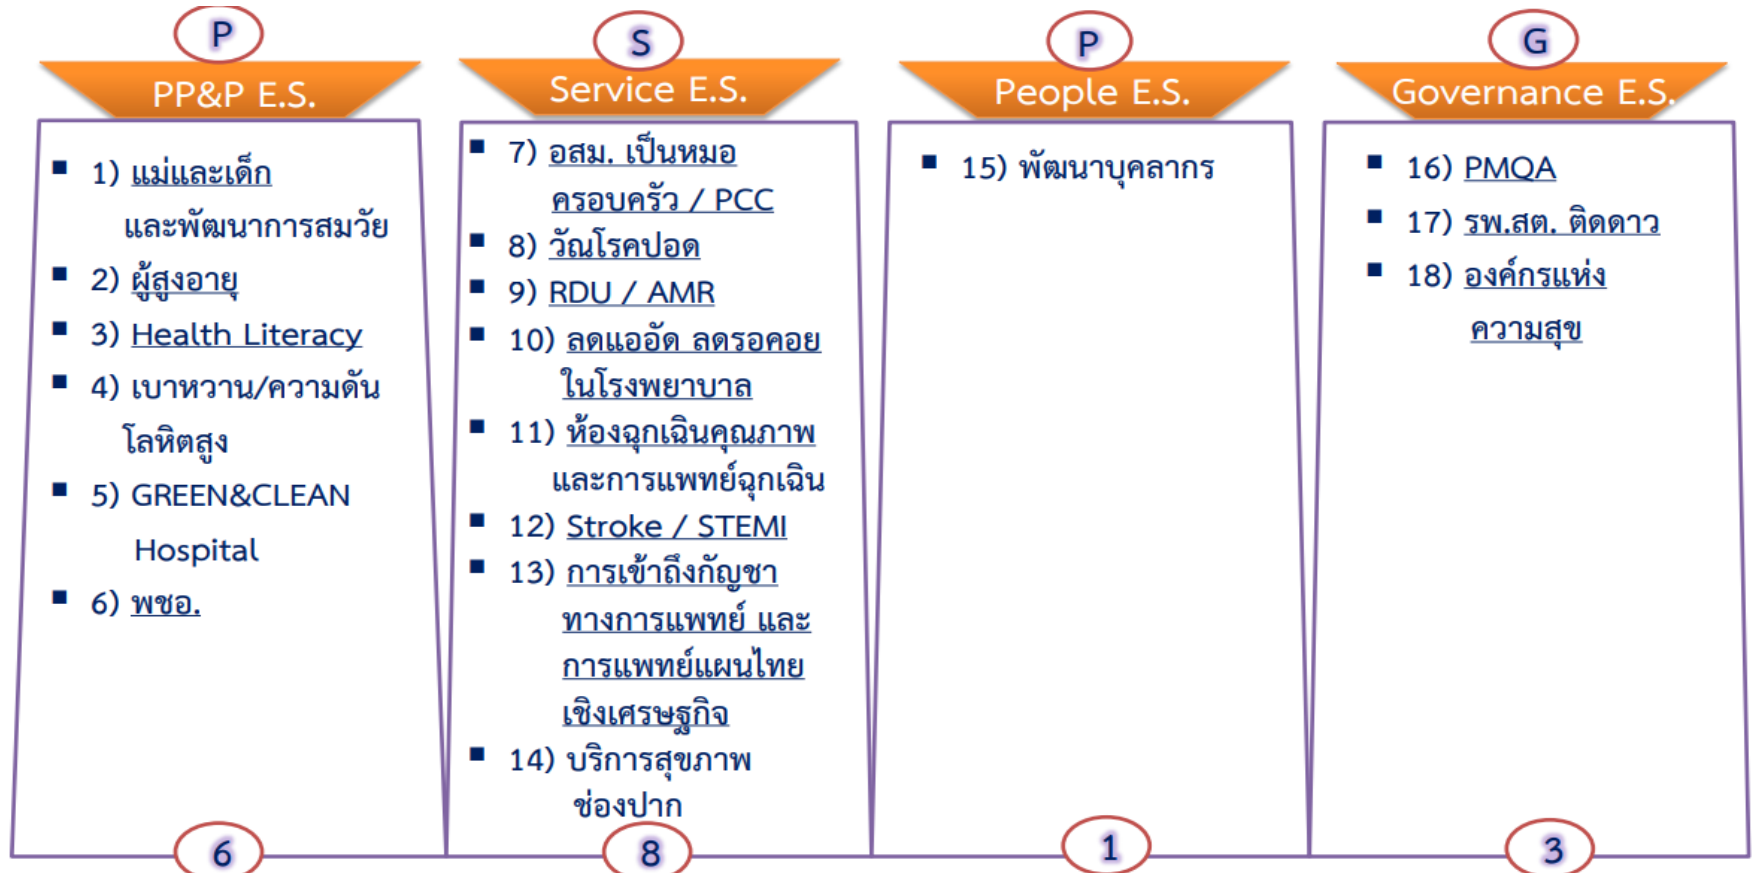 P
PP&P E.S.
1) แม่และเด็ก
และพัฒนาการสมวัย
2) ผู้สูงอายุ
3) Health Literacy
4) เบาหวาน/ความดัน
โลหิตสูง
5) GREEN&CLEAN
Hospital
6) พชอ.
6
S
Service E.S.
7) อสม. เป็นหมอ
ครอบครัว / PCC
8) วัณโรคปอด
9) RDU / AMR
10) ลดแออัด ลดรอคอย
ในโรงพยาบาล
11) ห้องฉุกเฉินคุณภาพ
และการแพทย์ฉุกเฉิน
12) Stroke / STEMI
13) การเข้าถึงกัญชา
ทางการแพทย์ และ
การแพทย์แผนไทย
เชิงเศรษฐกิจ
14) บริการสุขภาพ
ช่องปาก
8
P
People E.S.
15) พัฒนาบุคลากร
1
G
Governance E.S.
16) PMQA
17) รพ.สต. ติดดาว
18) องค์กรแห่ง
ความสุข
3